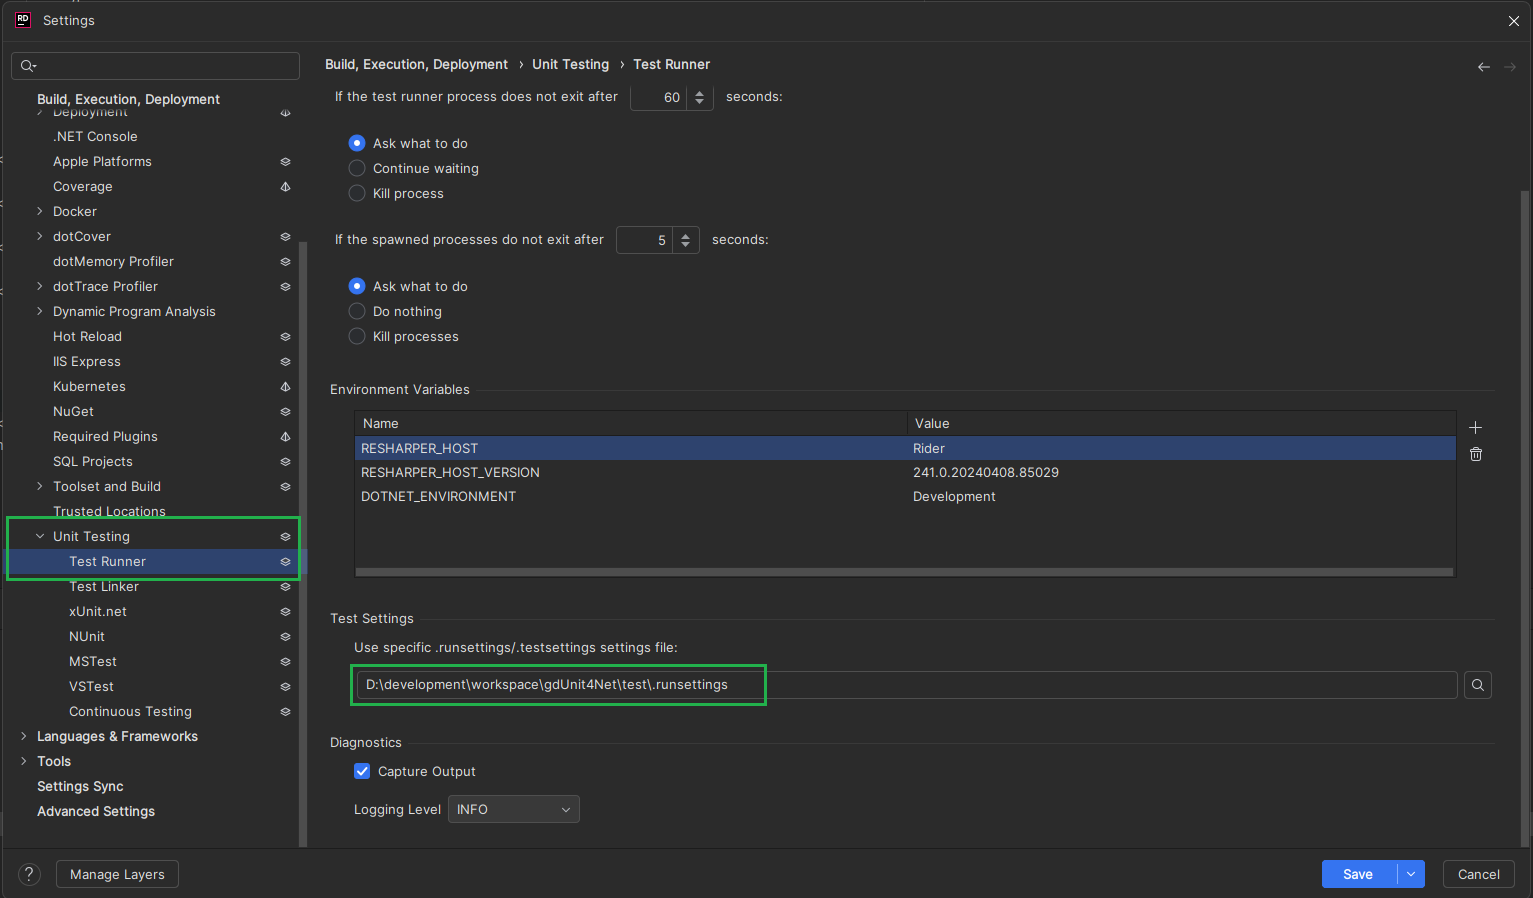 RD Settings
Build, Execution, Deployment
Deployment
.NET Console
Apple Platforms
Coverage
Docker
dotCover
dotMemory Profiler
dotTrace Profiler
Dynamic Program Analysis
Hot Reload
IIS Express
Kubernetes
NuGet
Required Plugins
SQL Projects
Toolset and Build
Trusted Locations
Unit Testing
Test Runner
Test Linker
xUnit.net
NUnit
MSTest
VSTest
Continuous Testing
Languages & Frameworks
Tools
Settings Sync
Advanced Settings
Build, Execution, Deployment › Unit Testing › Test Runner
If the test runner process does not exit after 60 seconds:
Ask what to do
Continue waiting
Kill process
If the spawned processes do not exit after 5 seconds:
Ask what to do
Do nothing
Kill processes
Environment Variables
Name Value
RESHARPER_HOST Rider
RESHARPER_HOST_VERSION 241.0.20240408.85029
DOTNET_ENVIRONMENT Development
Test Settings
Use specific .runsettings/.testsettings settings file:
D:\development\workspace\gdUnit4Net\test\.runsettings
Diagnostics
Capture Output
Logging Level INFO
? Manage Layers Save Cancel